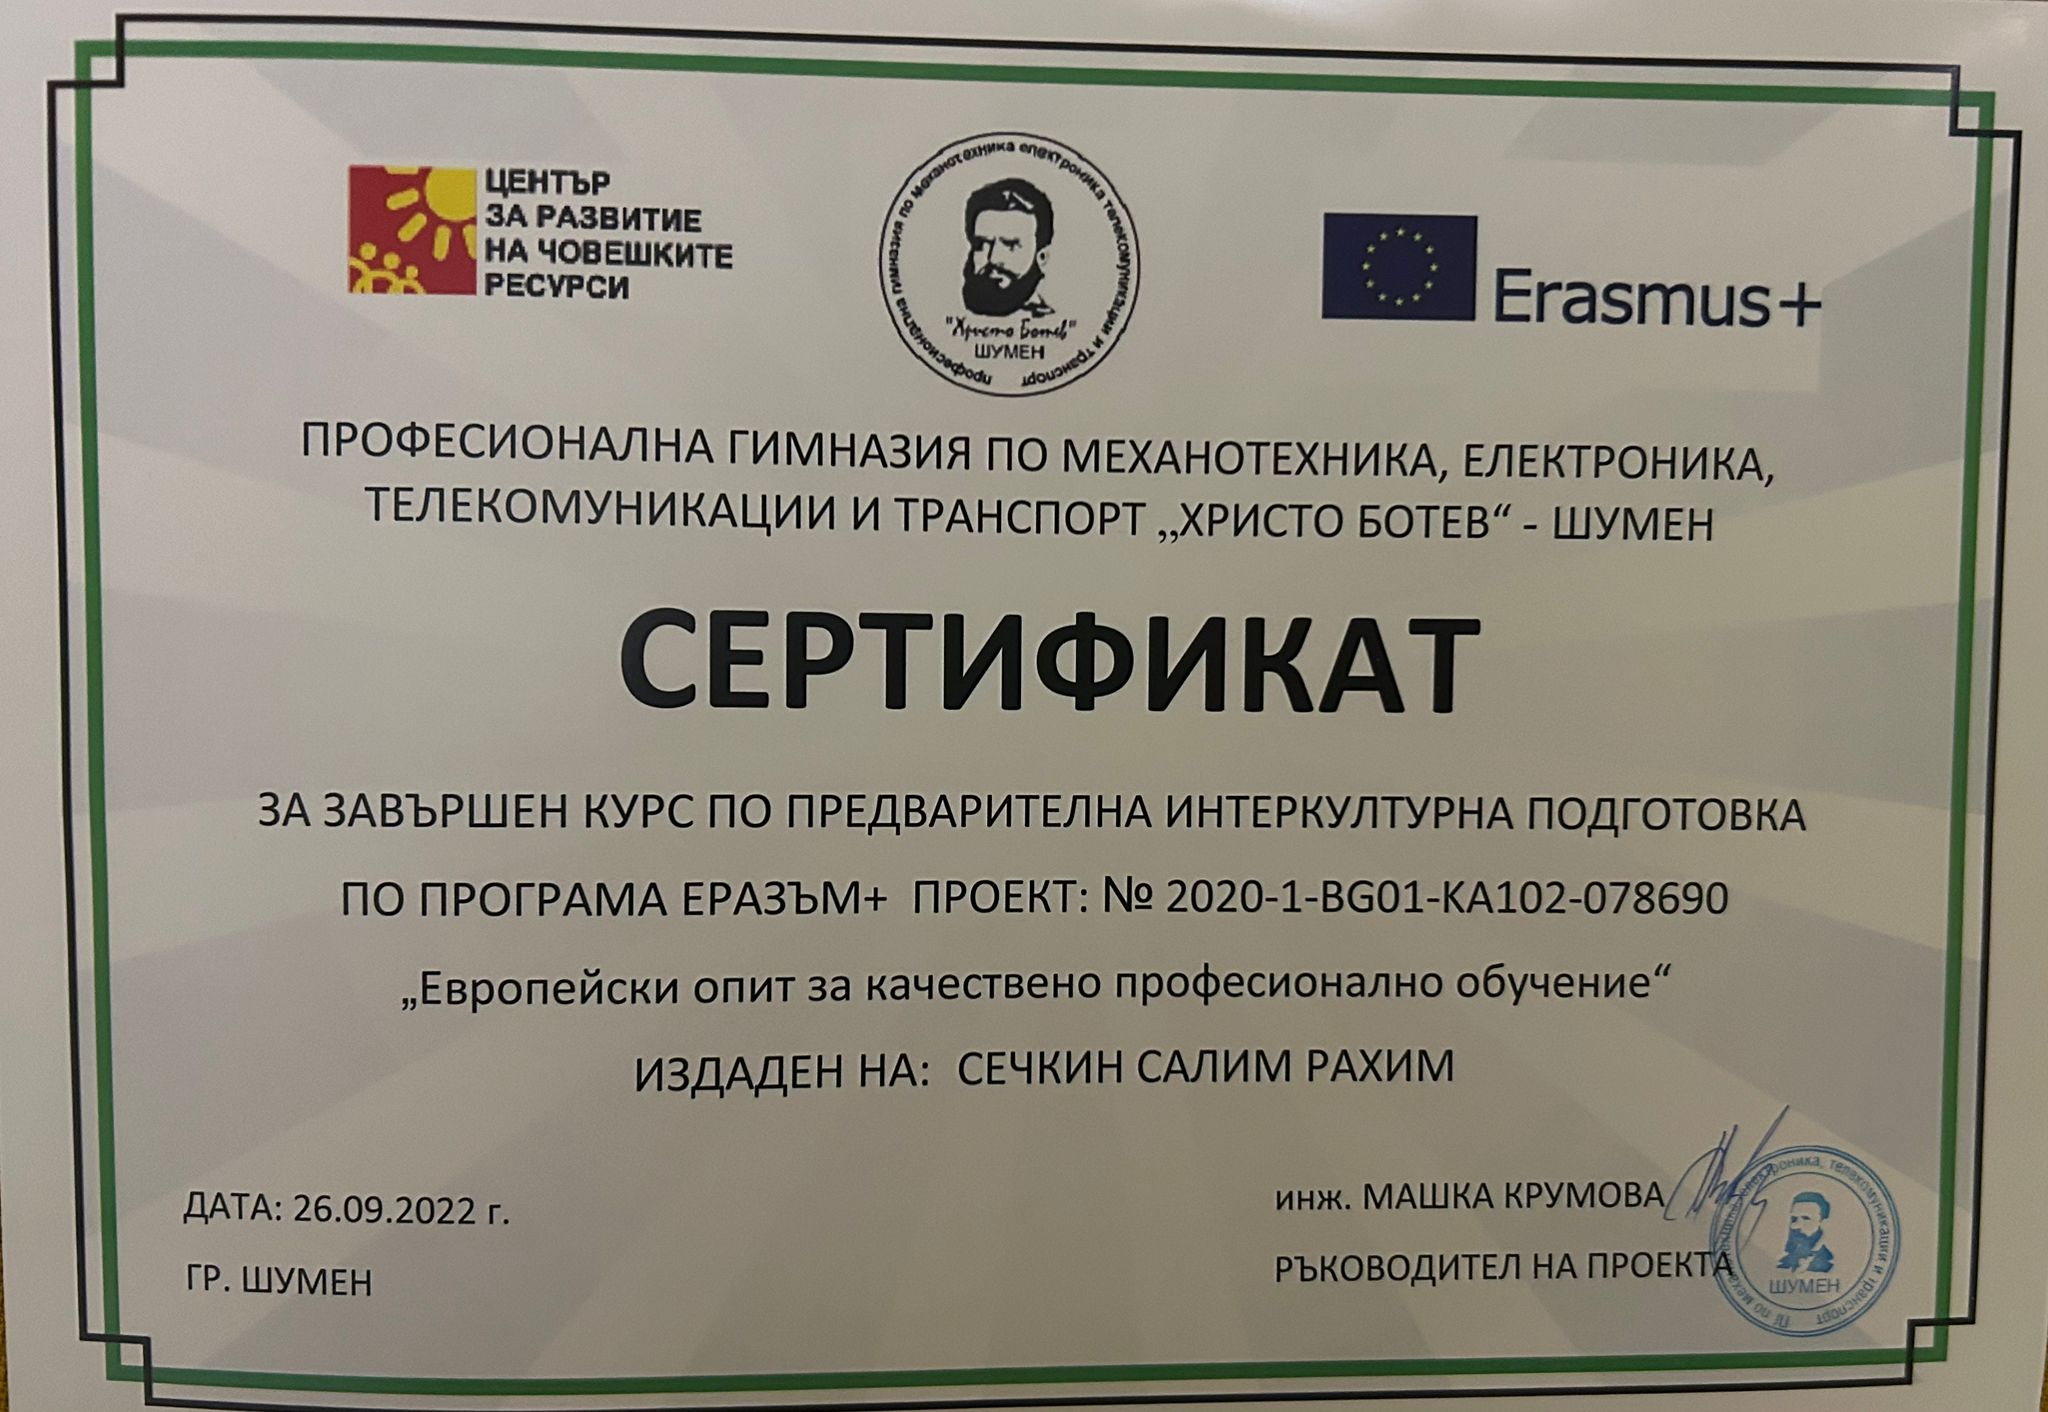 ЦЕНТЪР
ЗА РАЗВИТИЕ
НА ЧОВЕШКИТЕ
РЕСУРСИ
професионална гимназия по механотехника електроника телекомуникации и транспорт
"Христо Ботев"
ШУМЕН
Erasmus+
ПРОФЕСИОНАЛНА ГИМНАЗИЯ ПО МЕХАНОТЕХНИКА, ЕЛЕКТРОНИКА,
ТЕЛЕКОМУНИКАЦИИ И ТРАНСПОРТ „ХРИСТО БОТЕВ“ - ШУМЕН
СЕРТИФИКАТ
ЗА ЗАВЪРШЕН КУРС ПО ПРЕДВАРИТЕЛНА ИНТЕРКУЛТУРНА ПОДГОТОВКА
ПО ПРОГРАМА ЕРАЗЪМ+ ПРОЕКТ: № 2020-1-BG01-KA102-078690
„Европейски опит за качествено професионално обучение“
ИЗДАДЕН НА: СЕЧКИН САЛИМ РАХИМ
ДАТА: 26.09.2022 г.
ГР. ШУМЕН
инж. МАШКА КРУМОВА
РЪКОВОДИТЕЛ НА ПРОЕКТА
електроника, телекомуникации и транспорт
ШУМЕН